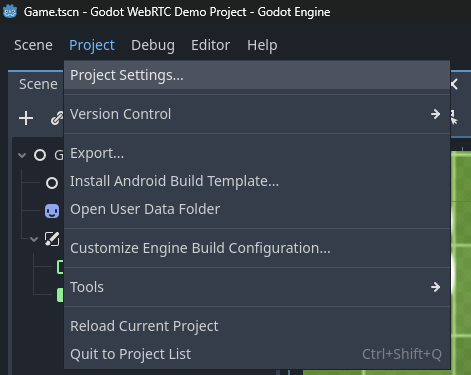 Game.tscn - Godot WebRTC Demo Project - Godot Engine
Scene Project Debug Editor Help
Project Settings...
Scene
Version Control
Export...
Install Android Build Template...
Open User Data Folder
Customize Engine Build Configuration...
Tools
Reload Current Project
Quit to Project List Ctrl+Shift+Q